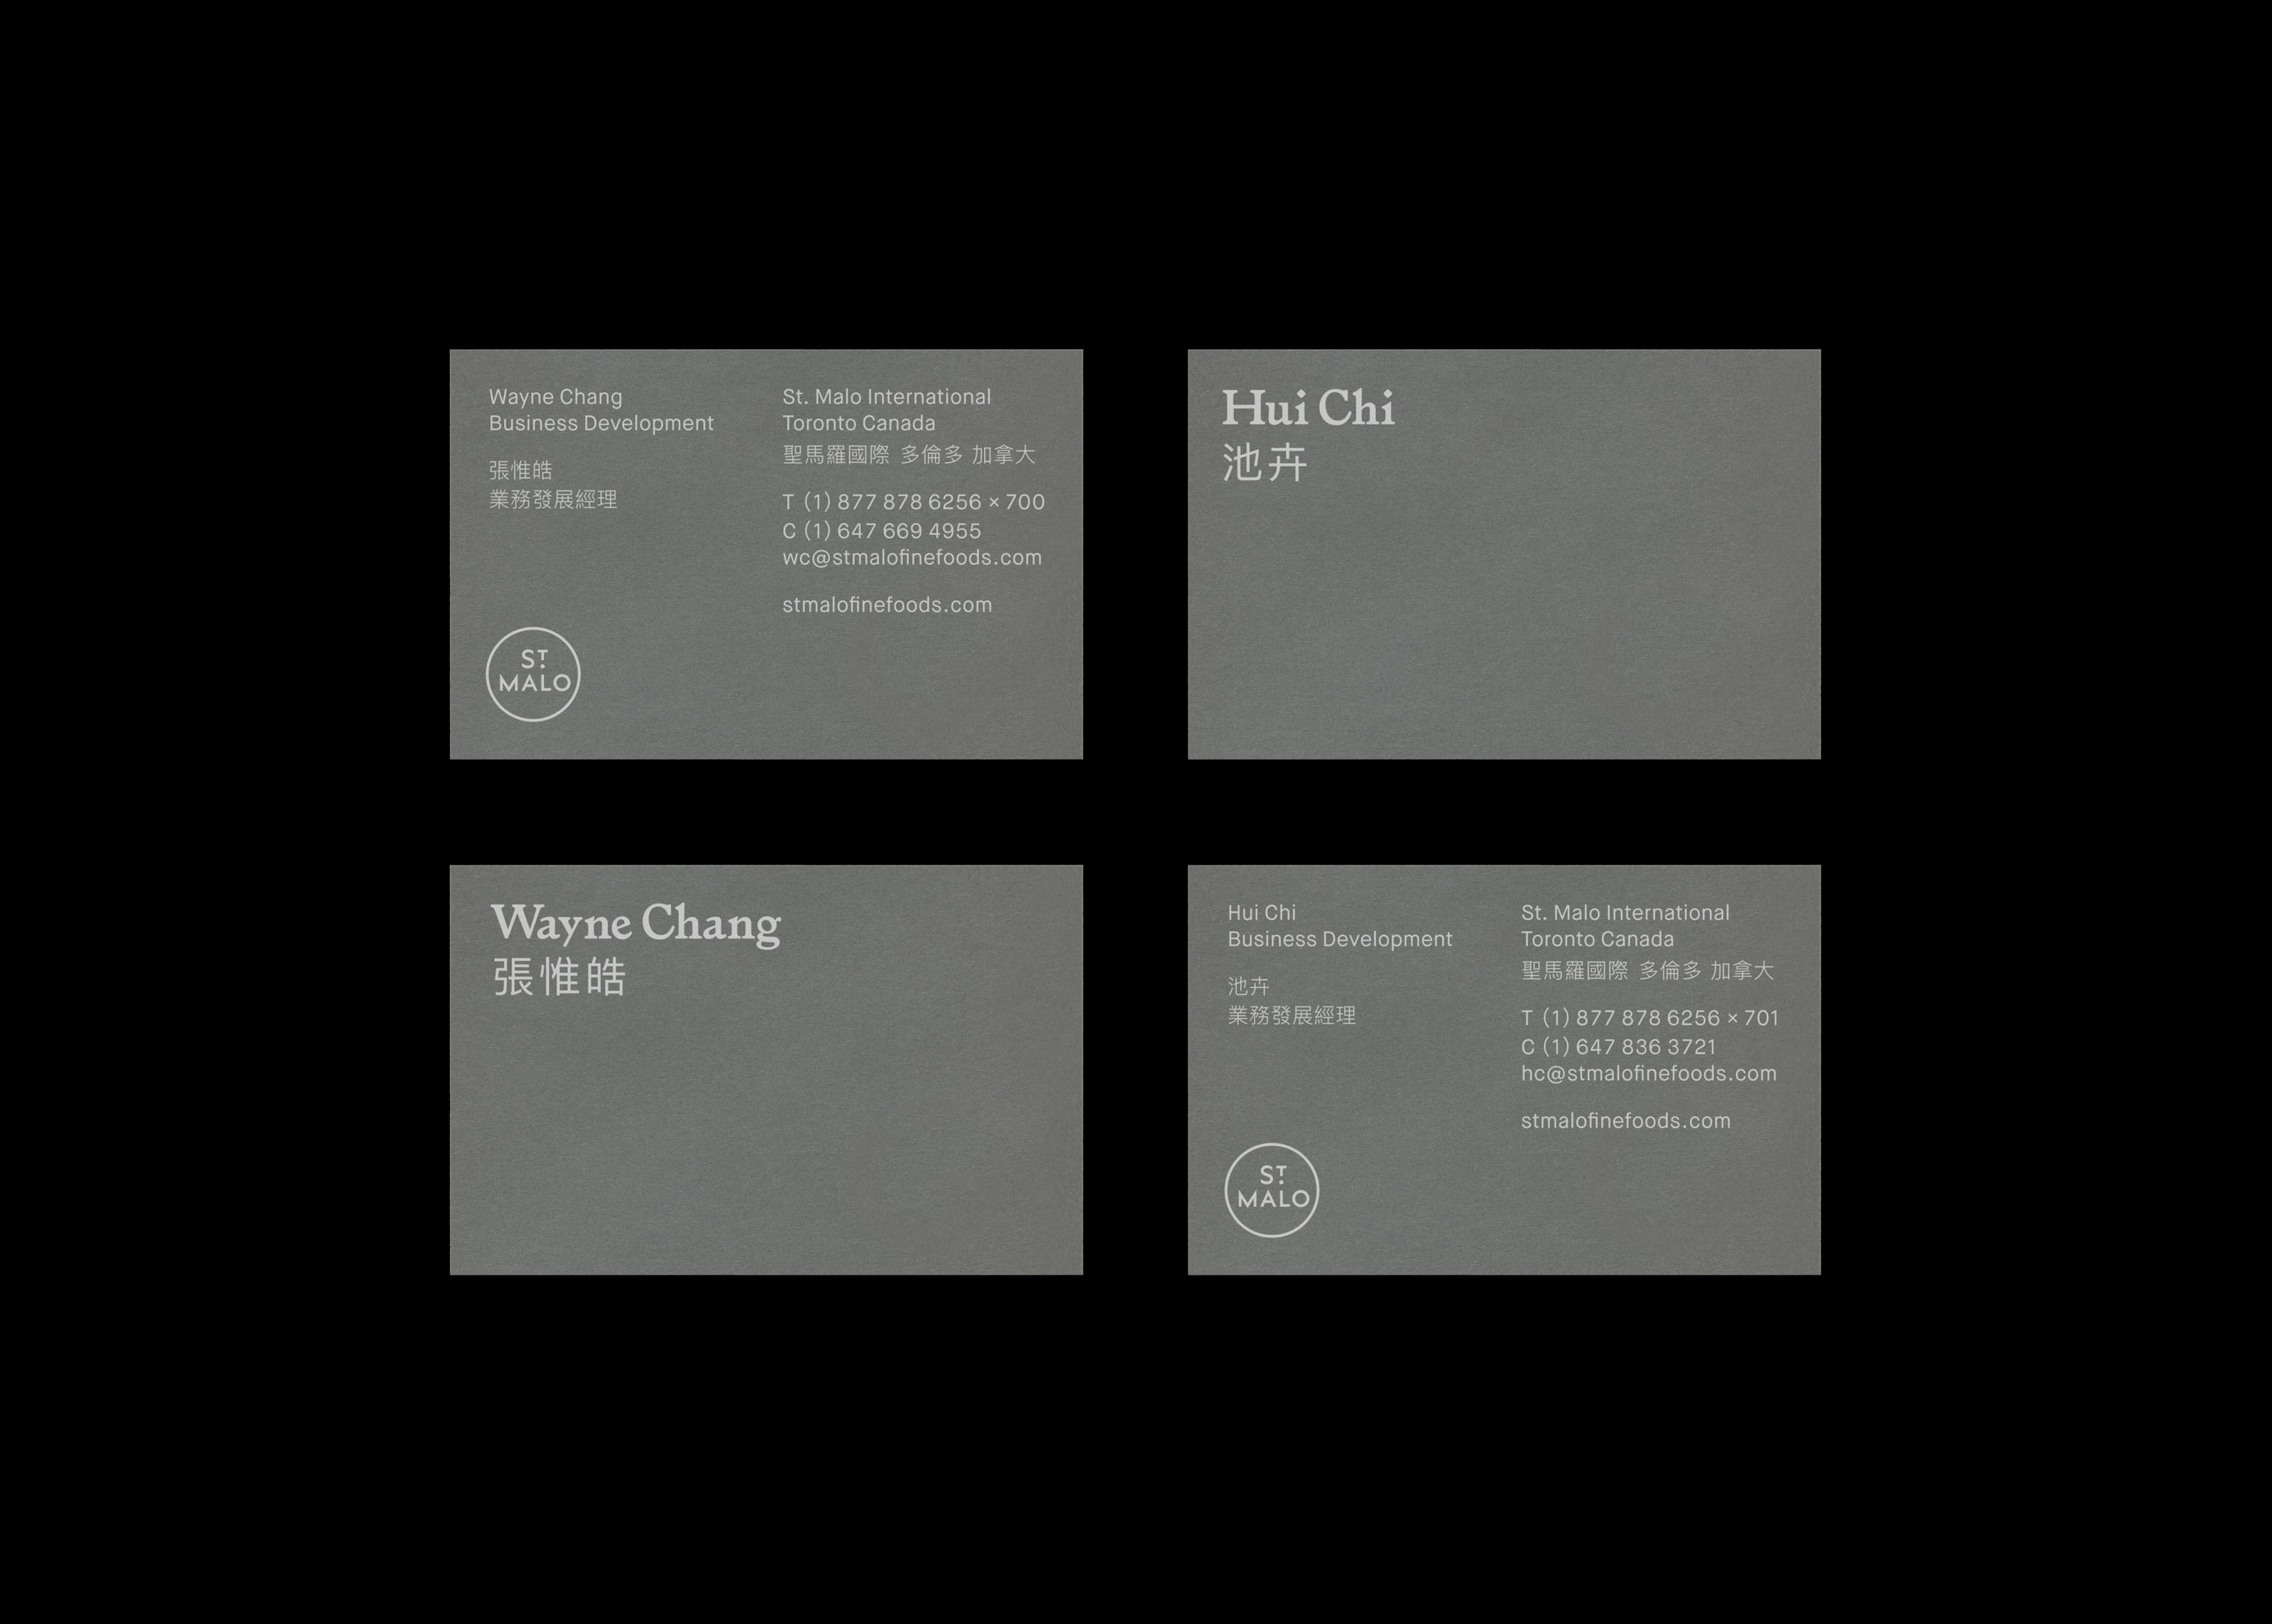 Wayne Chang
Business Development
張惟皓
業務發展經理
ST
MALO
St. Malo International
Toronto Canada
聖馬羅國際 多倫多 加拿大
T (1) 877 878 6256 × 700
C (1) 647 669 4955
wc@stmalofinefoods.com
stmalofinefoods.com
Hui Chi
池卉
Wayne Chang
張惟皓
Hui Chi
Business Development
池卉
業務發展經理
ST
MALO
St. Malo International
Toronto Canada
聖馬羅國際 多倫多 加拿大
T (1) 877 878 6256 × 701
C (1) 647 836 3721
hc@stmalofinefoods.com
stmalofinefoods.com